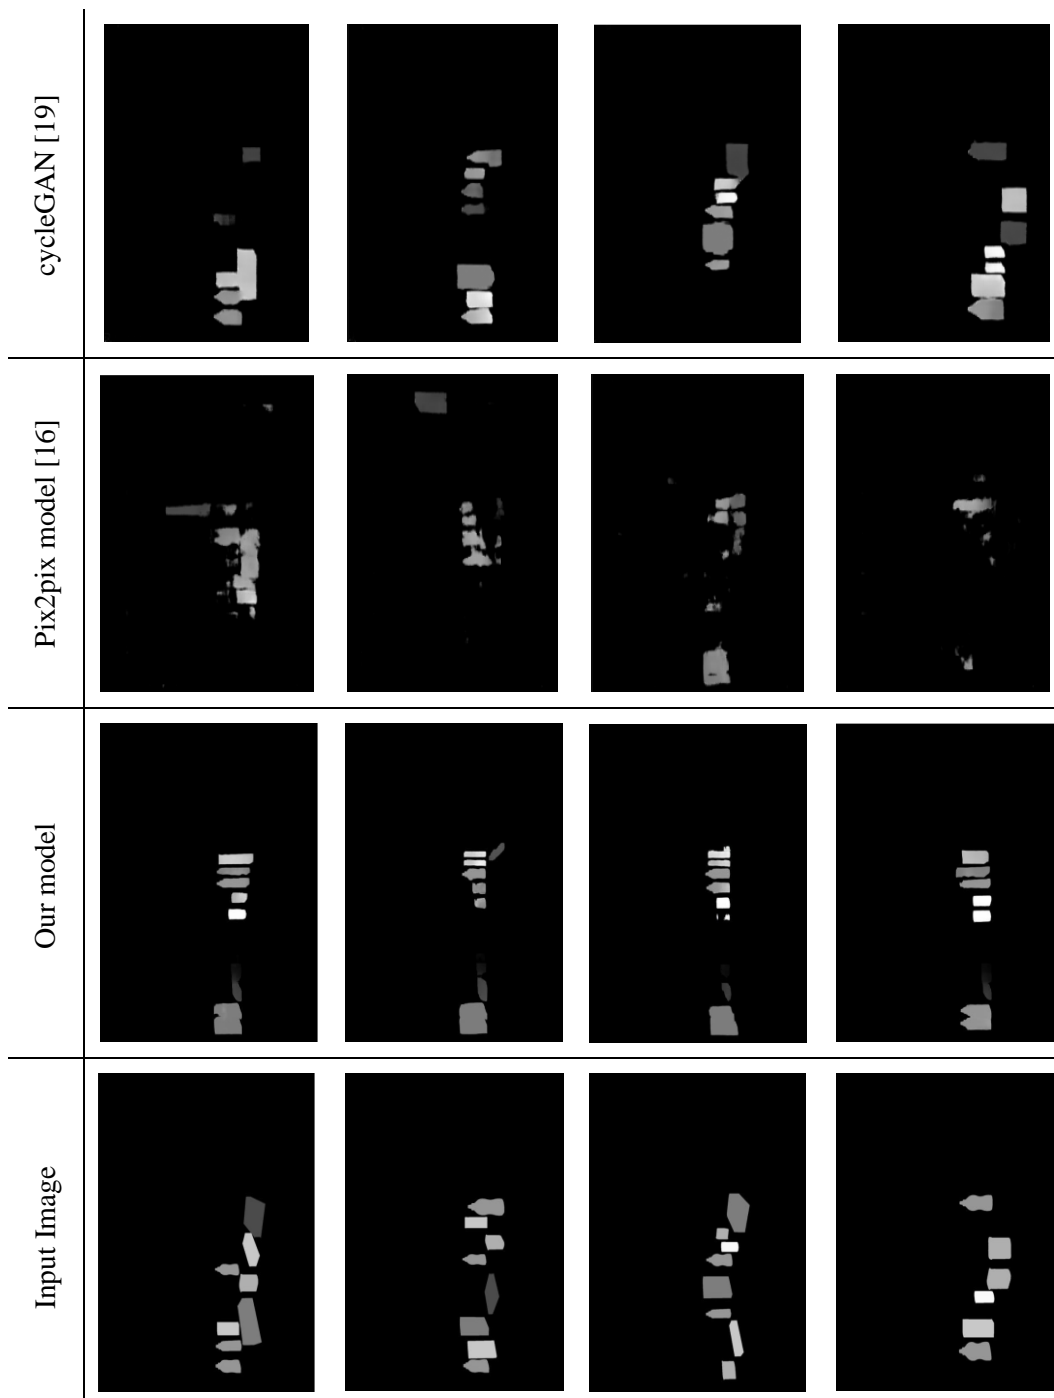 cycleGAN [19]
Pix2pix model [16]
Our model
Input Image